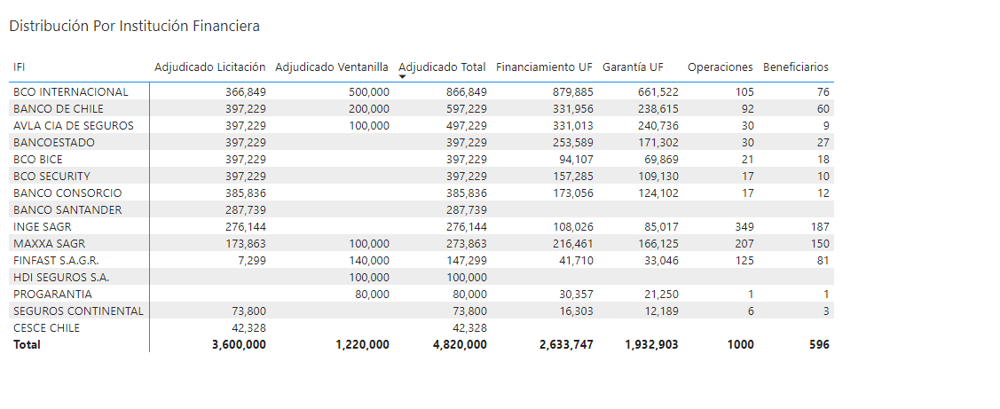 Distribución Por Institución Financiera
IFI Adjudicado Licitación Adjudicado Ventanilla Adjudicado Total Financiamiento UF Garantía UF Operaciones Beneficiarios
BCO INTERNACIONAL 366,849 500,000 866,849 879,885 661,522 105 76
BANCO DE CHILE 397,229 200,000 597,229 331,956 238,615 92 60
AVLA CIA DE SEGUROS 397,229 100,000 497,229 331,013 240,736 30 9
BANCOESTADO 397,229 397,229 253,589 171,302 30 27
BCO BICE 397,229 397,229 94,107 69,869 21 18
BCO SECURITY 397,229 397,229 157,285 109,130 17 10
BANCO CONSORCIO 385,836 385,836 173,056 124,102 17 12
BANCO SANTANDER 287,739 287,739
INGE SAGR 276,144 276,144 108,026 85,017 349 187
MAXXA SAGR 173,863 100,000 273,863 216,461 166,125 207 150
FINFAST S.A.G.R. 7,299 140,000 147,299 41,710 33,046 125 81
HDI SEGUROS S.A. 100,000 100,000
PROGARANTIA 80,000 80,000 30,357 21,250 1 1
SEGUROS CONTINENTAL 73,800 73,800 16,303 12,189 6 3
CESCE CHILE 42,328 42,328
Total 3,600,000 1,220,000 4,820,000 2,633,747 1,932,903 1000 596